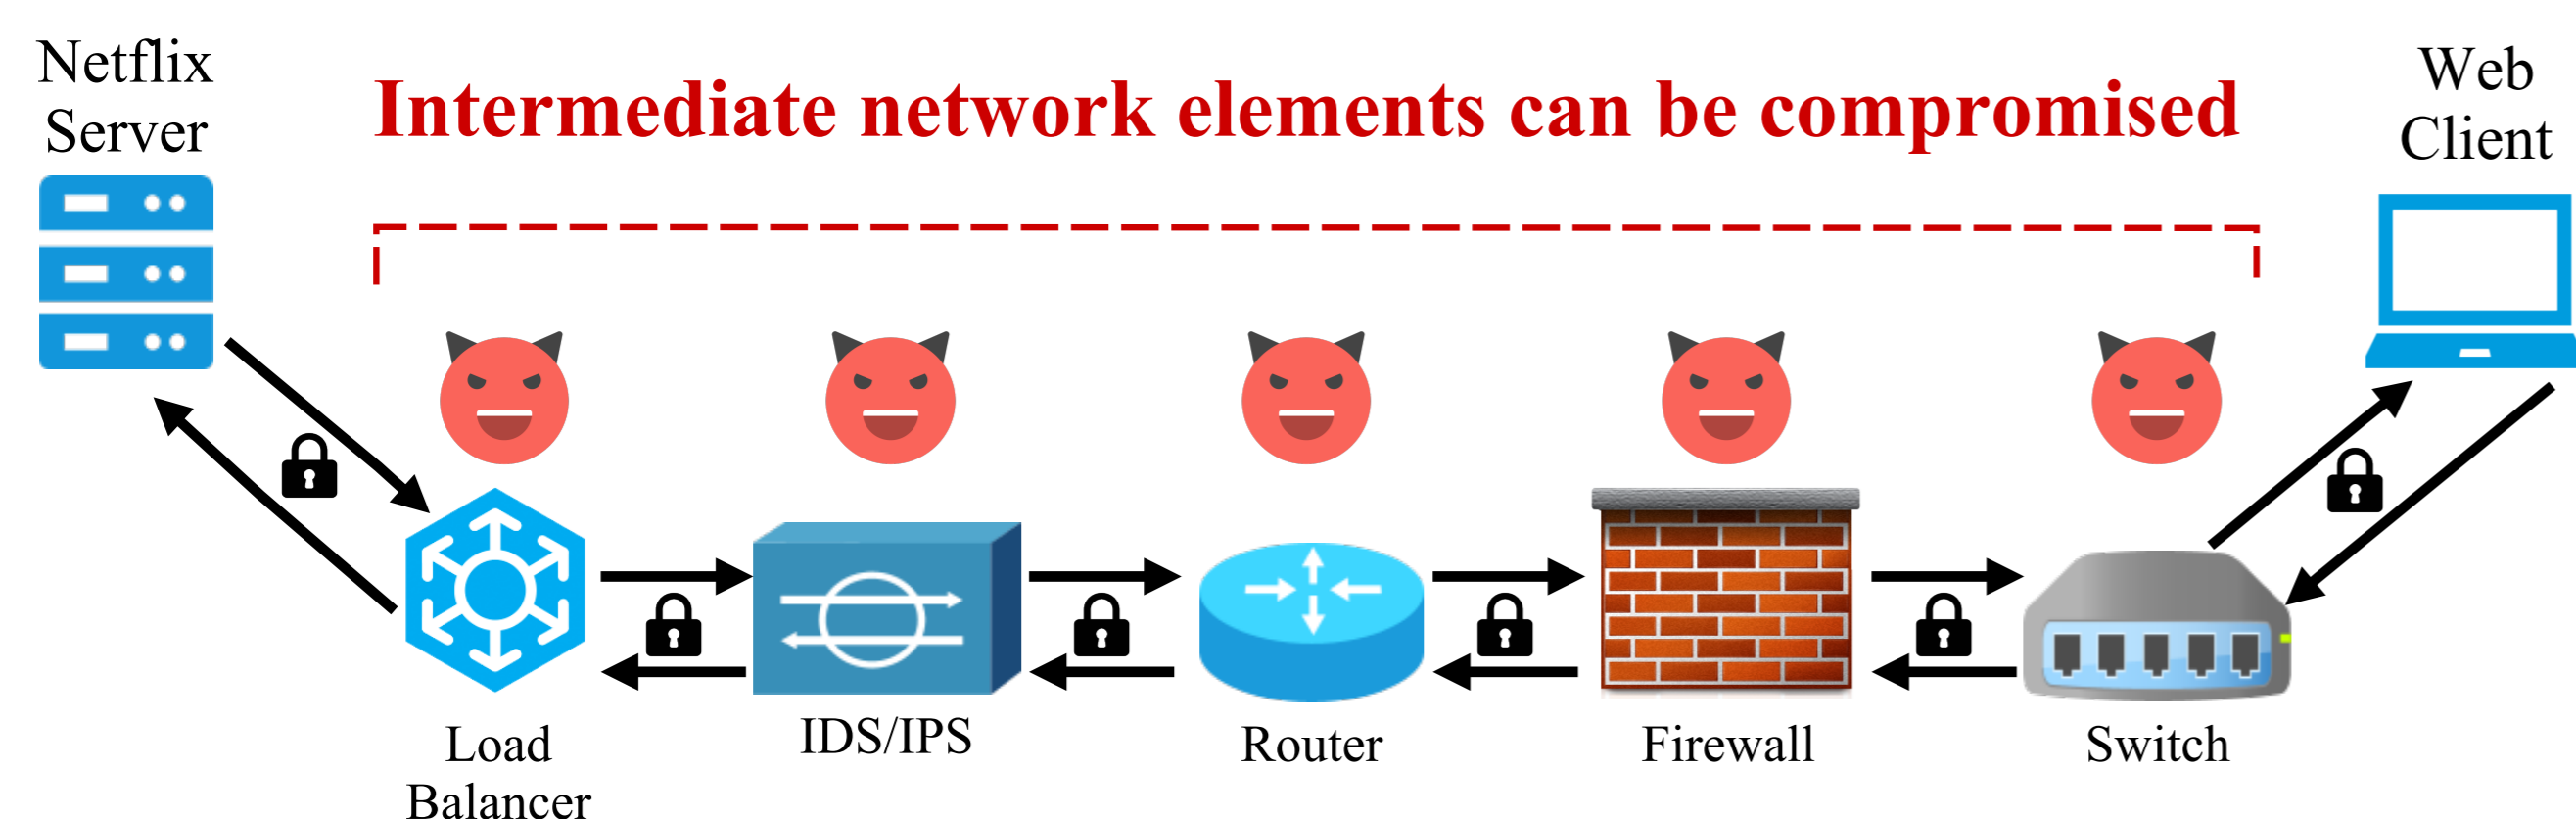 Netflix
Server
Intermediate network elements can be compromised
Web
Client
Load
Balancer
IDS/IPS
Router
Firewall
Switch